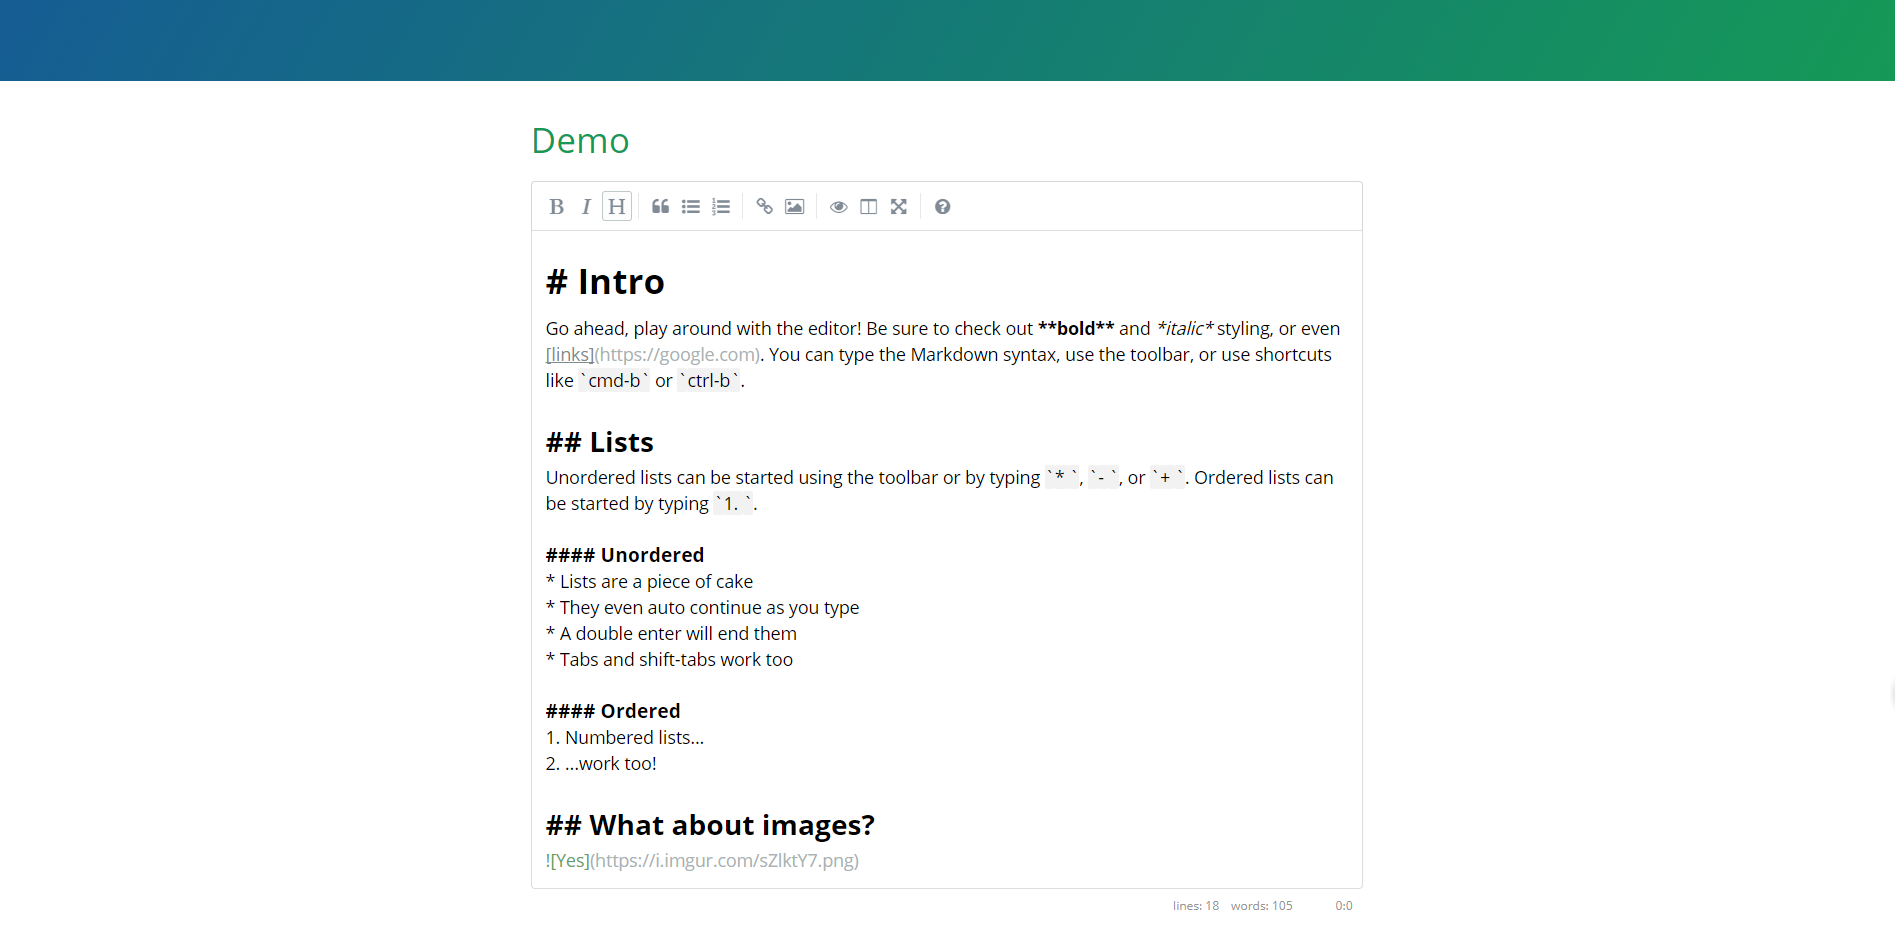 Demo
B I H
# Intro
Go ahead, play around with the editor! Be sure to check out **bold** and *italic* styling, or even
[links](https://google.com). You can type the Markdown syntax, use the toolbar, or use shortcuts
like `cmd-b` or `ctrl-b`.
## Lists
Unordered lists can be started using the toolbar or by typing `* `, `- `, or `+ `. Ordered lists can
be started by typing `1. `.
#### Unordered
* Lists are a piece of cake
* They even auto continue as you type
* A double enter will end them
* Tabs and shift-tabs work too
#### Ordered
1. Numbered lists...
2. ...work too!
## What about images?
![Yes](https://i.imgur.com/sZlktY7.png)
lines: 18 words: 105 0:0